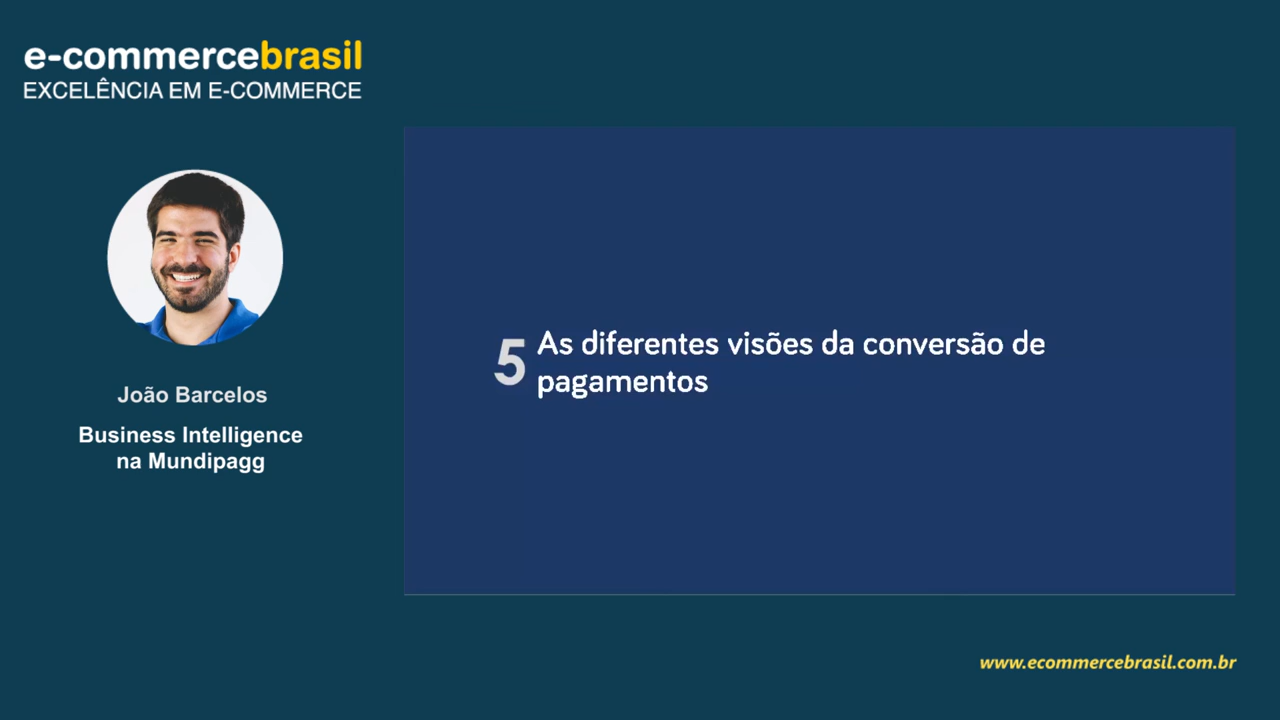 e-commercebrasil
EXCELÊNCIA EM E-COMMERCE
João Barcelos
Business Intelligence
na Mundipagg
5 As diferentes visões da conversão de
pagamentos
www.ecommercebrasil.com.br